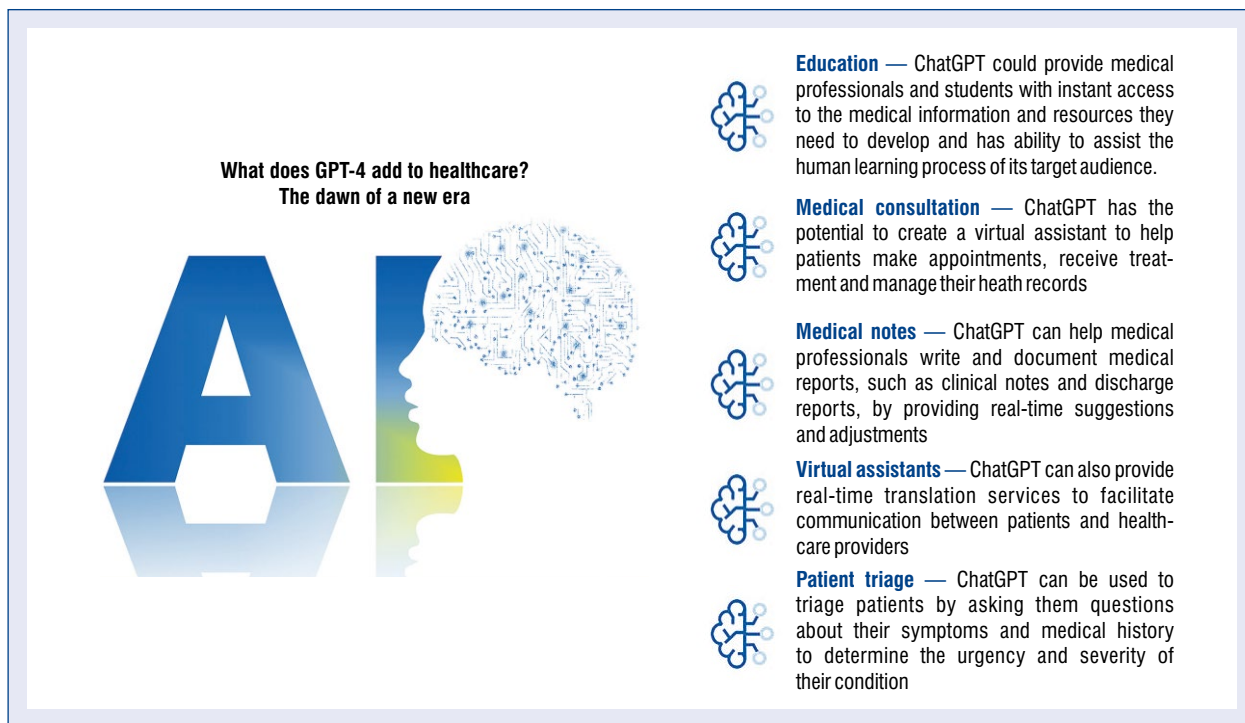 What does GPT-4 add to healthcare?
The dawn of a new era
AI
Education — ChatGPT could provide medical
professionals and students with instant access
to the medical information and resources they
need to develop and has ability to assist the
human learning process of its target audience.
Medical consultation — ChatGPT has the
potential to create a virtual assistant to help
patients make appointments, receive treat-
ment and manage their heath records
Medical notes — ChatGPT can help medical
professionals write and document medical
reports, such as clinical notes and discharge
reports, by providing real-time suggestions
and adjustments
Virtual assistants — ChatGPT can also provide
real-time translation services to facilitate
communication between patients and health-
care providers
Patient triage — ChatGPT can be used to
triage patients by asking them questions
about their symptoms and medical history
to determine the urgency and severity of
their condition